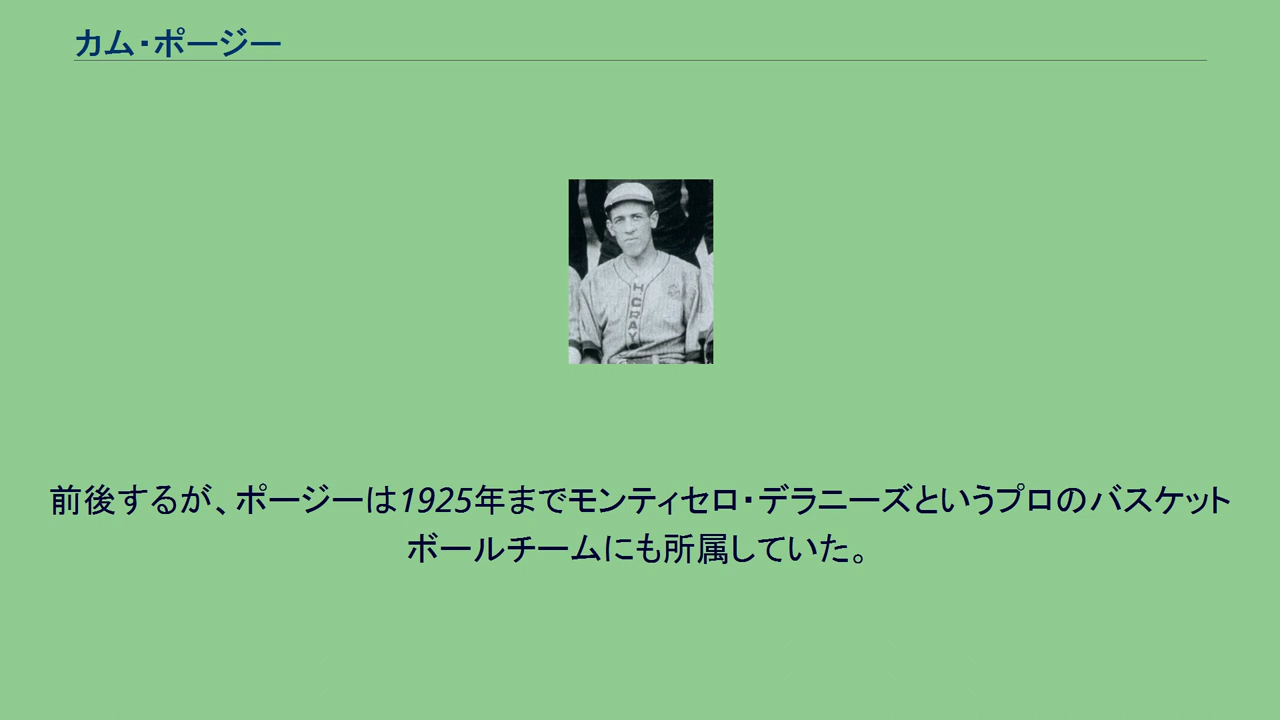 カム・ポージー
H.C.PAY
前後するが、ポージーは1925年までモンティセロ・デラニーズというプロのバスケット
ボールチームにも所属していた。